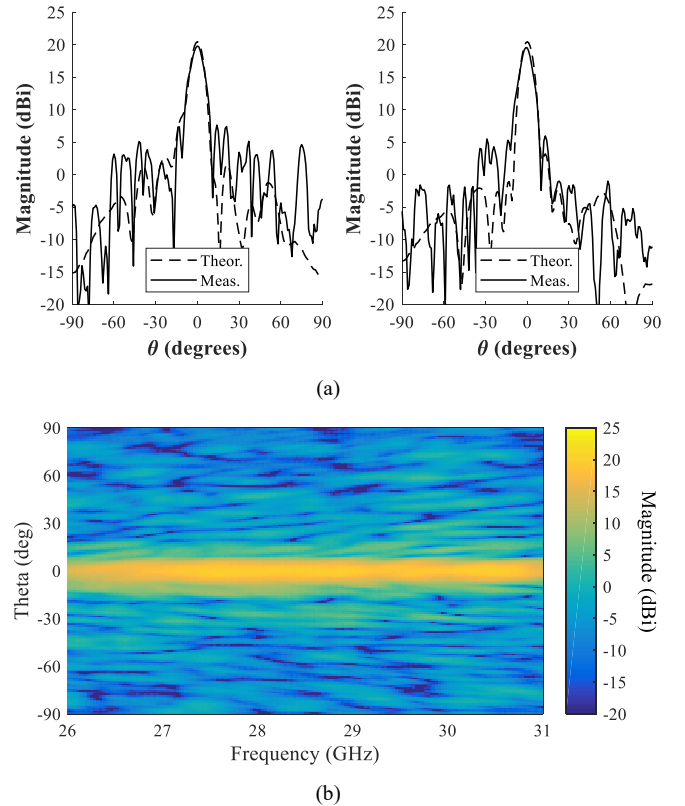 25
20
15
10
5
0
-5
-10
-15
-20
Magnitude (dBi)
-90 -60 -30 0 30 60 90
θ (degrees)
Theor.
Meas.
25
20
15
10
5
0
-5
-10
-15
-20
Magnitude (dBi)
-90 -60 -30 0 30 60 90
θ (degrees)
Theor.
Meas.
(a)
90
60
30
0
-30
-60
-90
Theta (deg)
26 27 28 29 30 31
Frequency (GHz)
25
20
15
10
5
0
-5
-10
-15
-20
Magnitude (dBi)
(b)